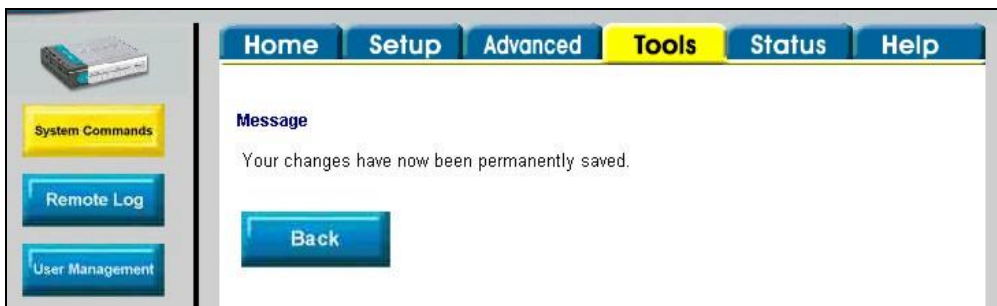 Home Setup Advanced Tools Status Help
System Commands
Remote Log
User Management
Message
Your changes have now been permanently saved.
Back